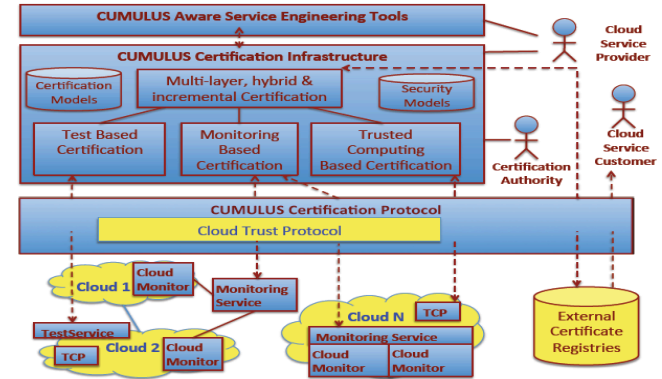 CUMULUS Aware Service Engineering Tools
Cloud
Service
Provider
CUMULUS Certification Infrastructure
Certification
Models
Multi-layer, hybrid &
incremental Certification
Security
Models
Test Based
Certification
Monitoring
Based
Certification
Trusted
Computing
Based Certification
Certification
Authority
Cloud
Service
Customer
CUMULUS Certification Protocol
Cloud Trust Protocol
Cloud 1
Cloud
Monitor
Monitoring
Service
TestService
TCP
Cloud 2
Cloud
Monitor
Cloud N
TCP
Monitoring Service
Cloud
Monitor
Cloud
Monitor
External
Certificate
Registries